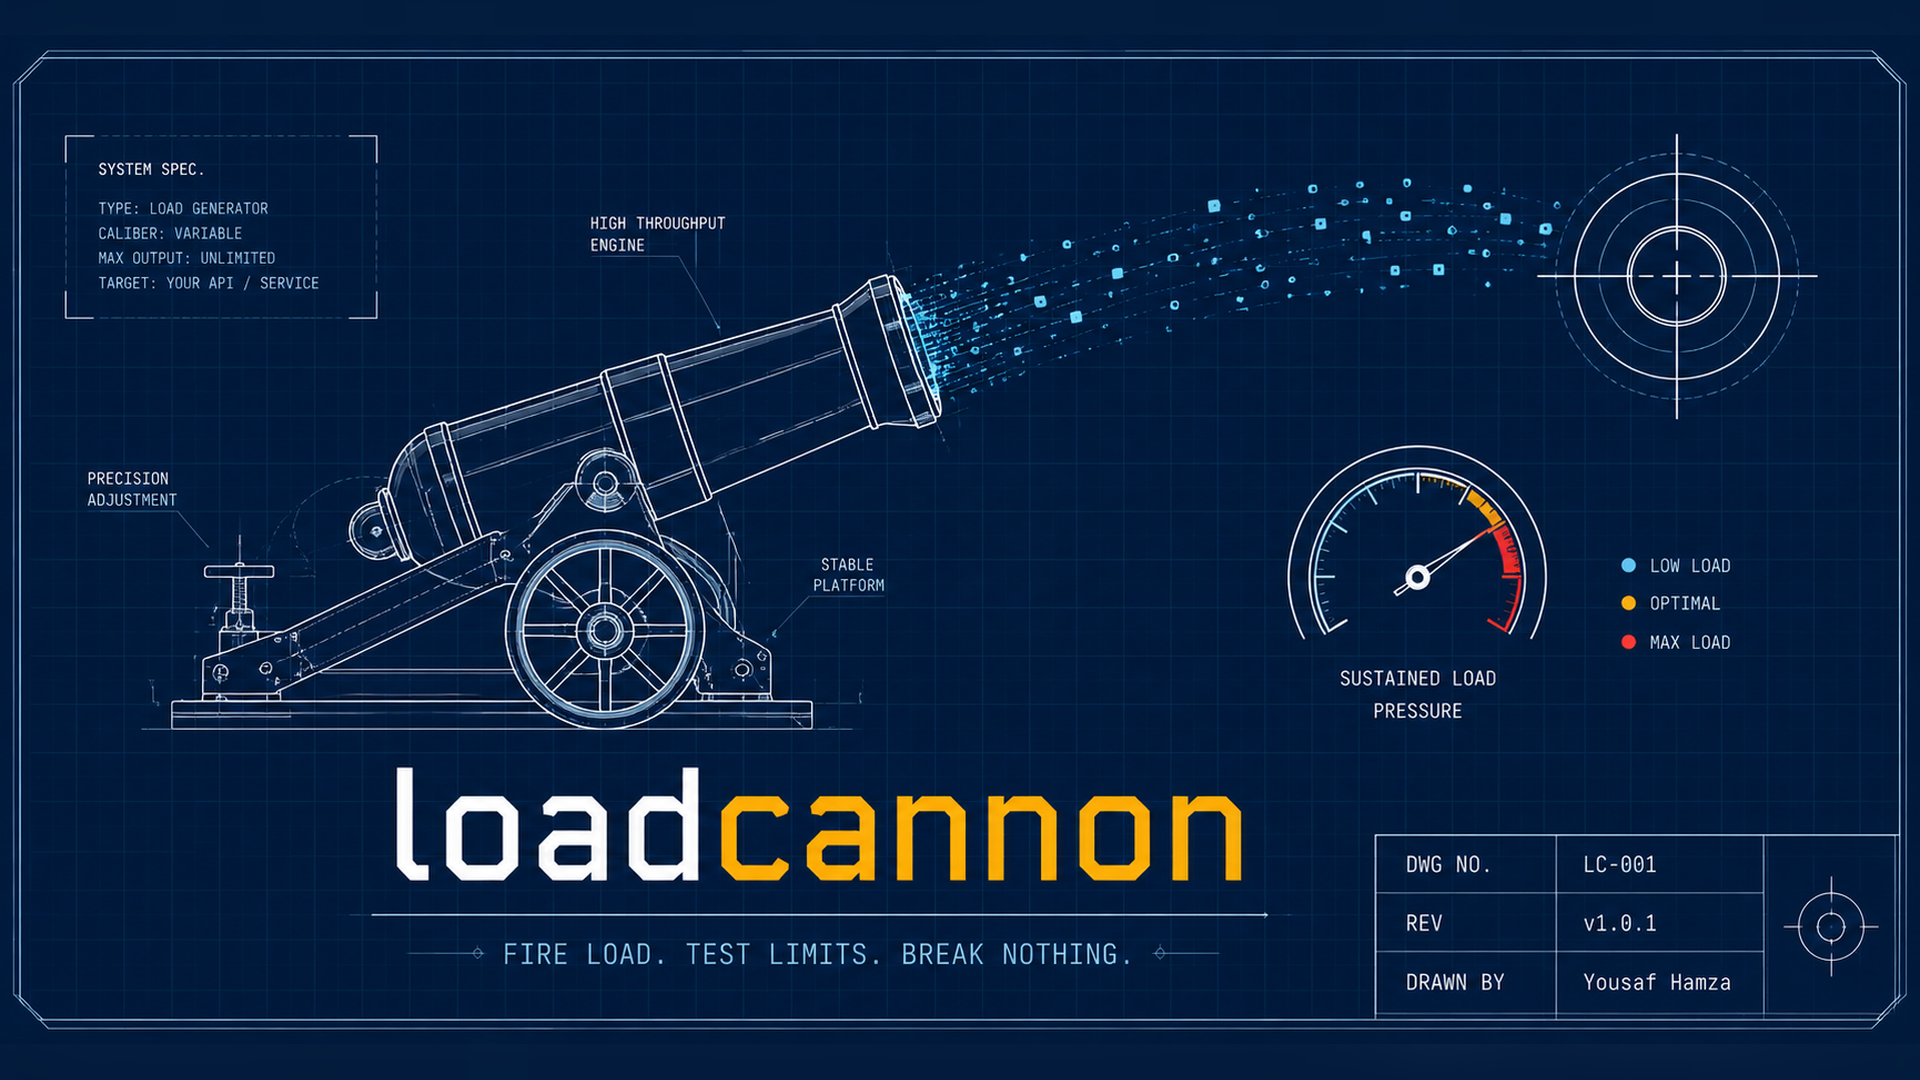 SYSTEM SPEC.
TYPE: LOAD GENERATOR
CALIBER: VARIABLE
MAX OUTPUT: UNLIMITED
TARGET: YOUR API / SERVICE
HIGH THROUGHPUT
ENGINE
PRECISION
ADJUSTMENT
STABLE
PLATFORM
LOW LOAD
OPTIMAL
MAX LOAD
SUSTAINED LOAD
PRESSURE
loadcannon
FIRE LOAD. TEST LIMITS. BREAK NOTHING.
DWG NO. LC-001
REV v1.0.1
DRAWN BY Yousaf Hamza